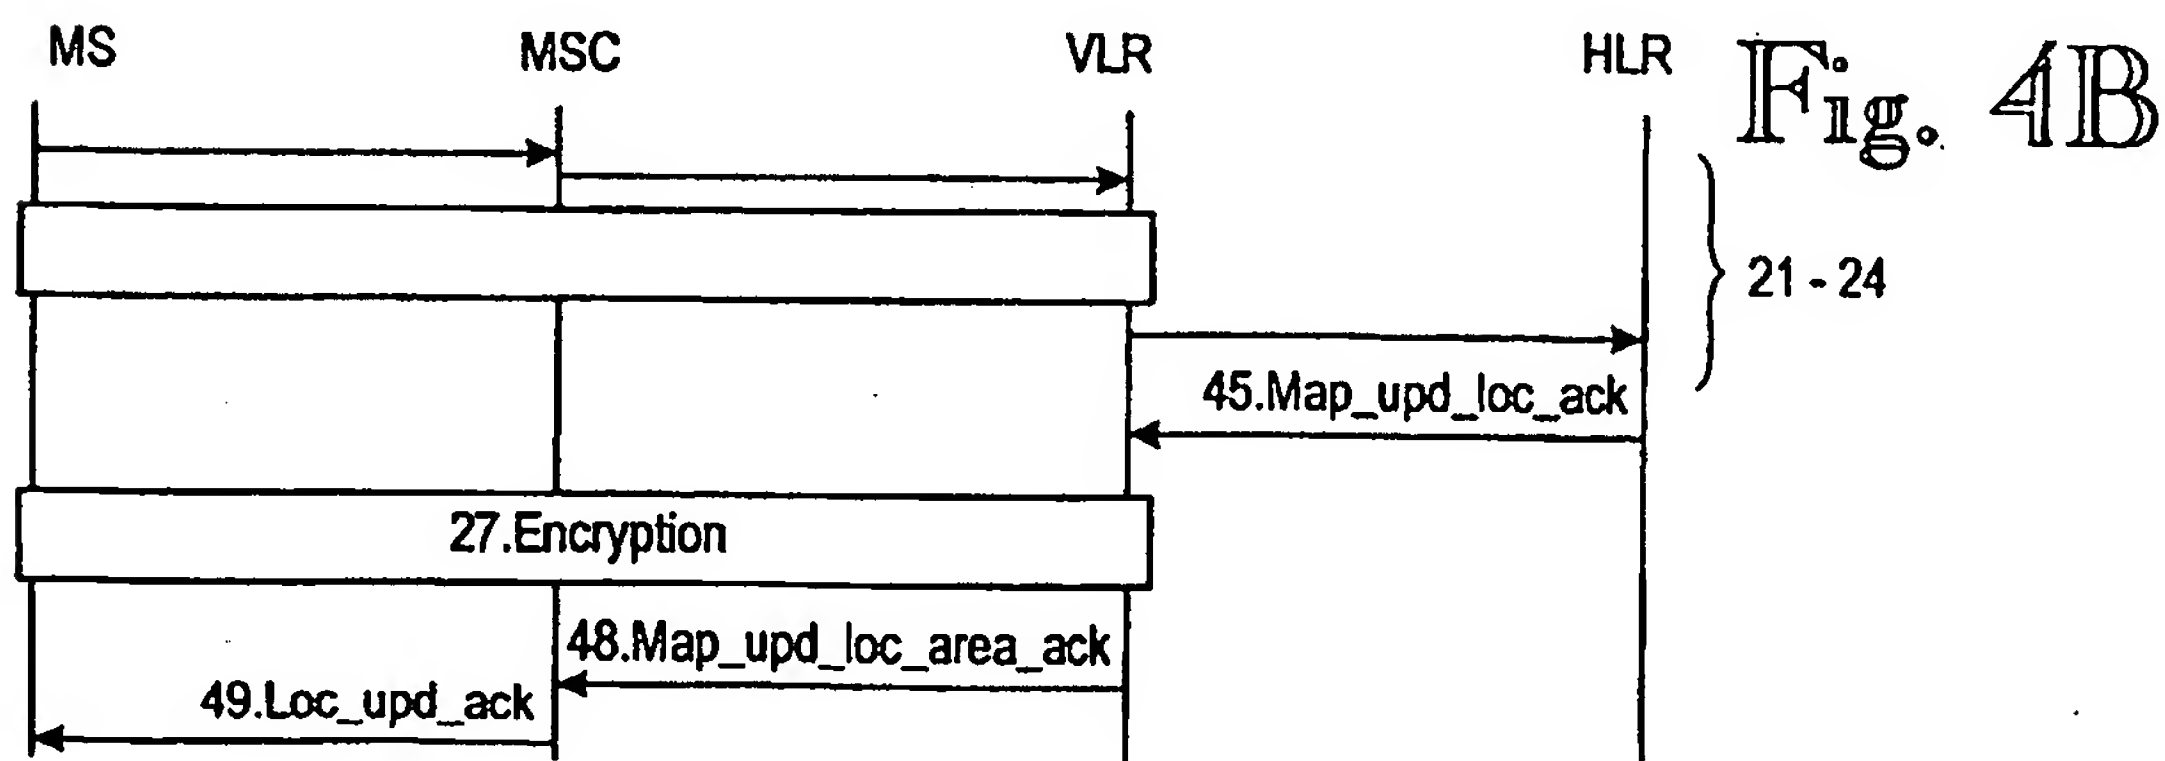 MS MSC VLR HLR Fig. 4B
21 - 24
45.Map_upd_loc_ack
27.Encryption
48.Map_upd_loc_area_ack
49.Loc_upd_ack